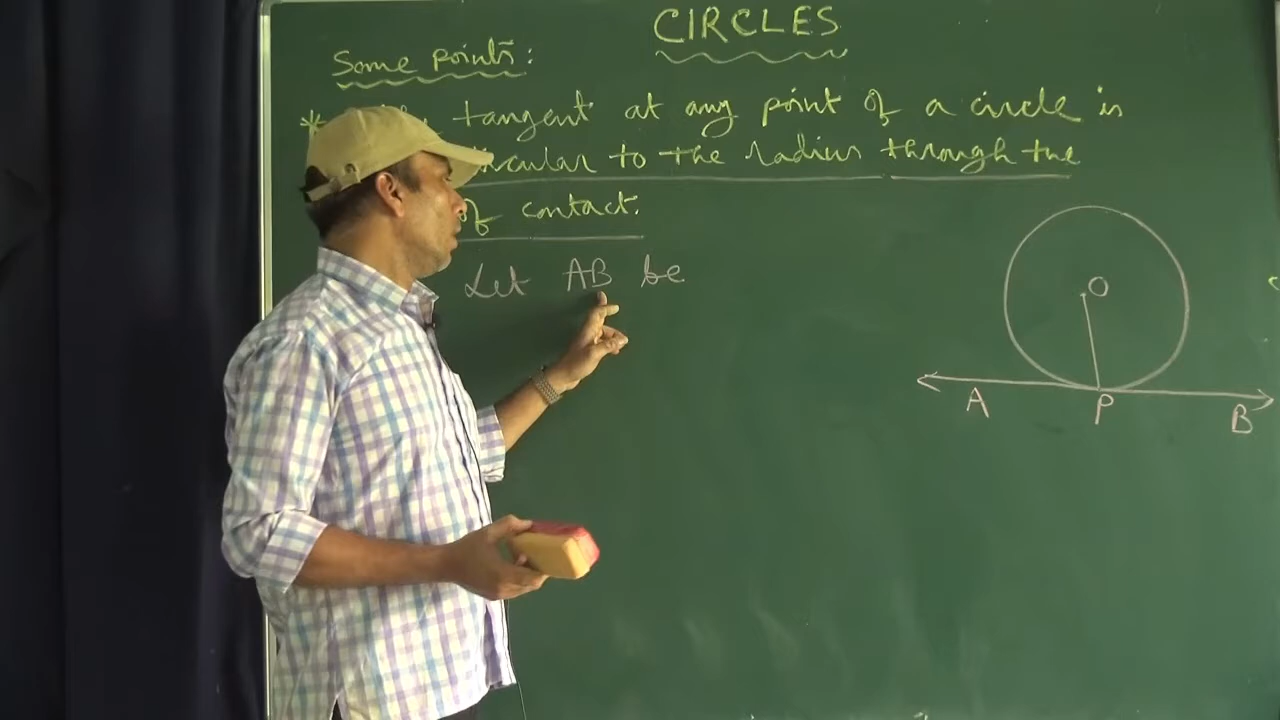 CIRCLES
Some points:
* tangent at any point of a circle is
to the radius through the
of contact.
Let AB be
O
A P B